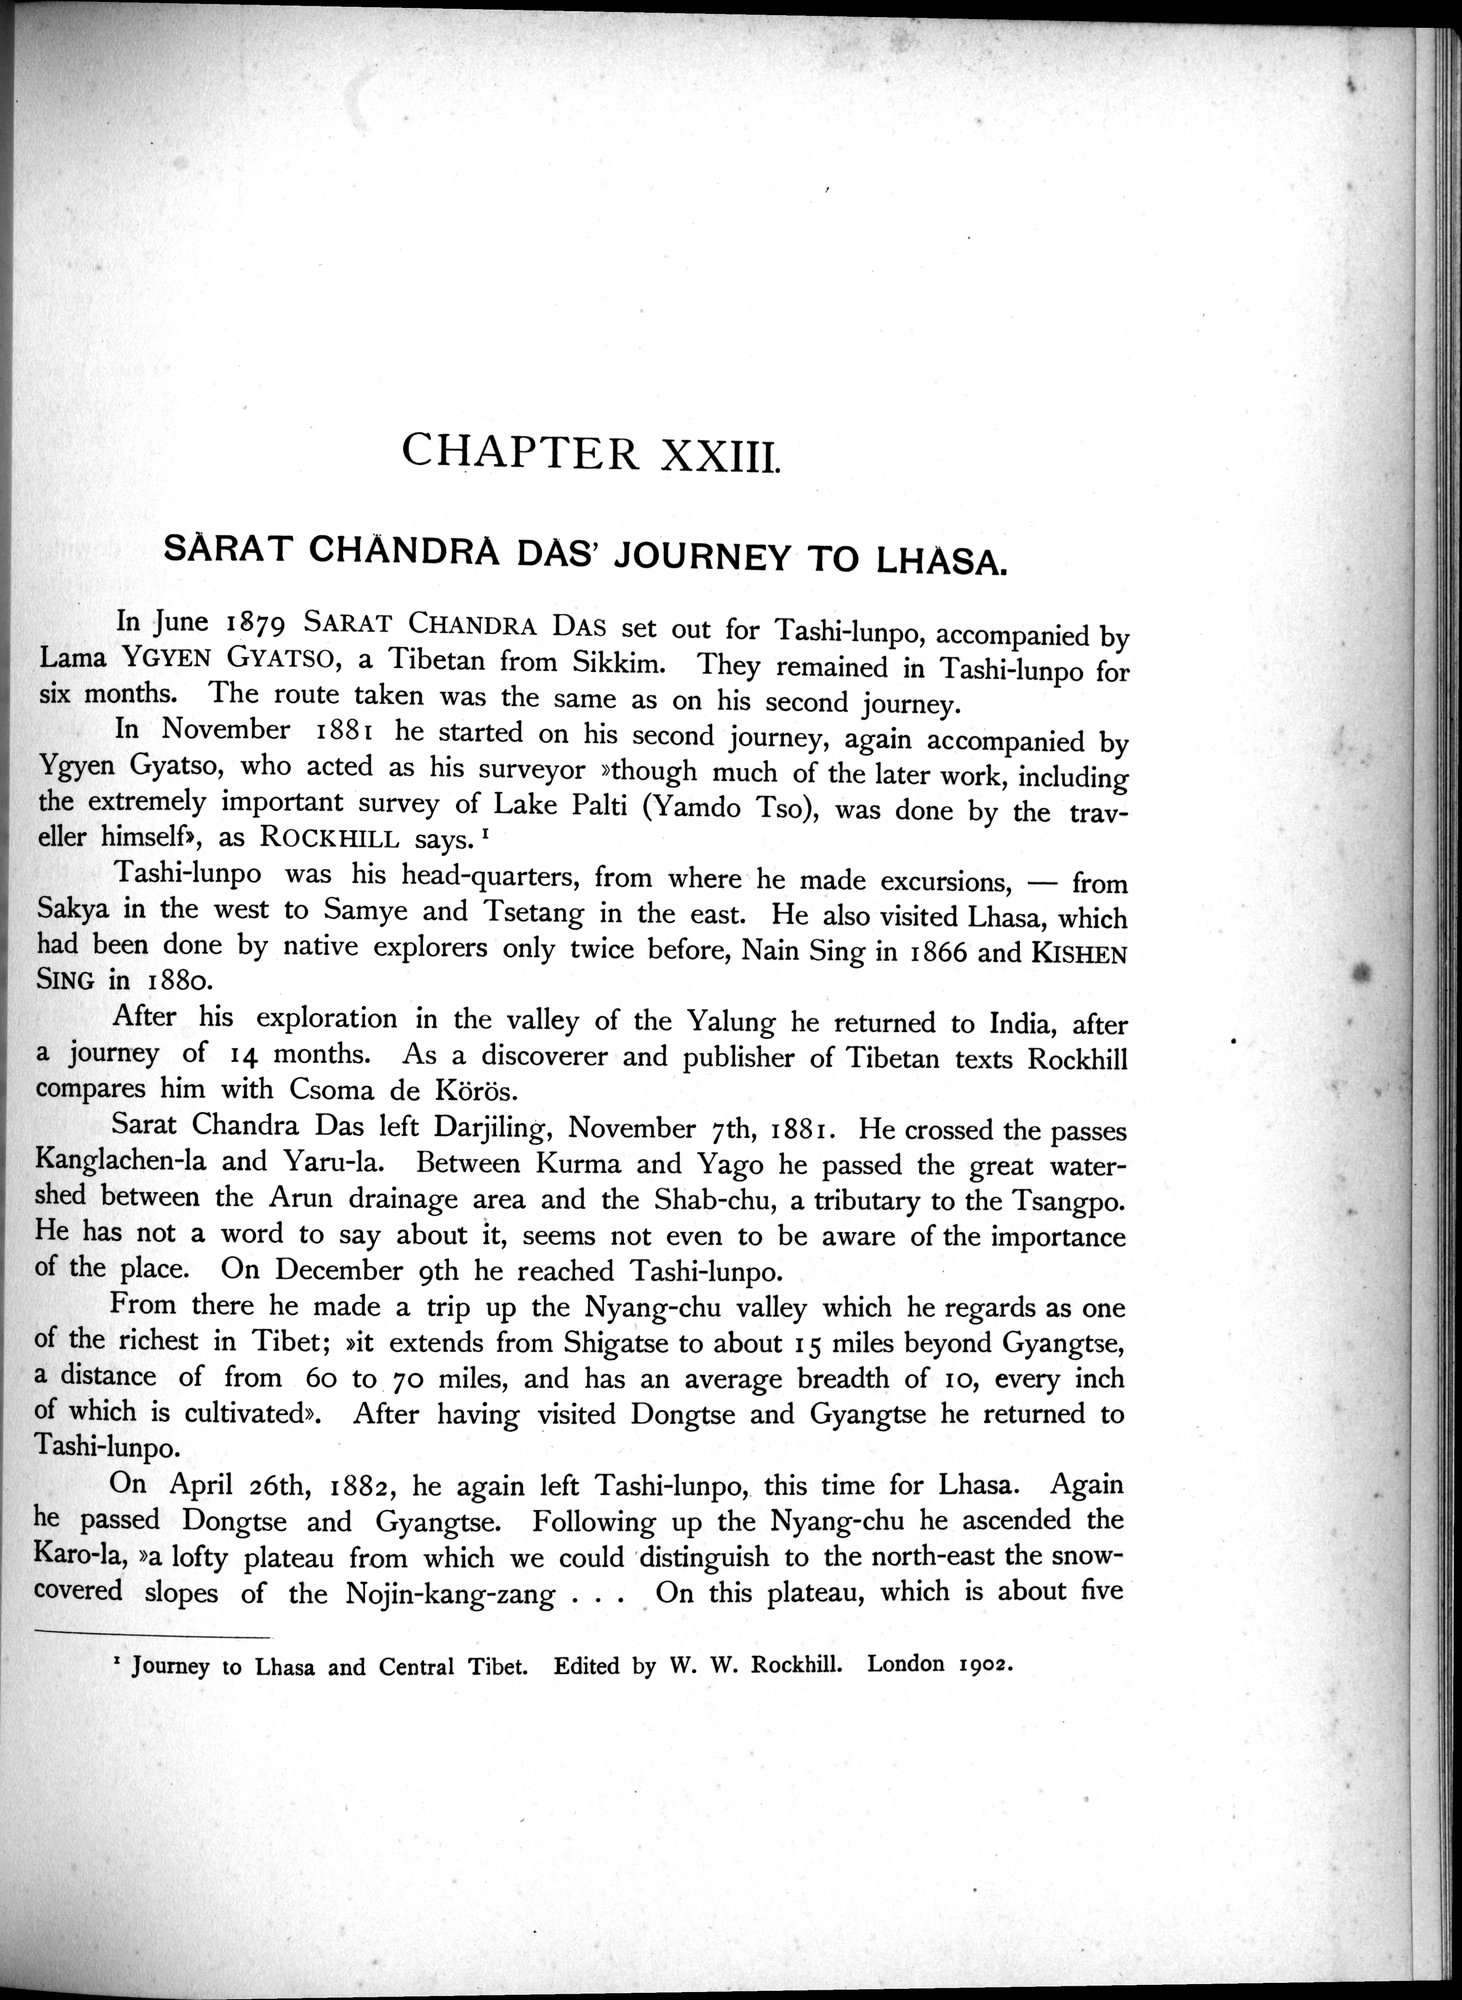 CHAPTER XXIII.
SARAT CHANDRA DAS' JOURNEY TO LHASA.
In June 1879 SARAT CHANDRA DAS set out for Tashi-lunpo, accompanied by
Lama YGYEN GYATSO, a Tibetan from Sikkim. They remained in Tashi-lunpo for
six months. The route taken was the same as on his second journey.
In November 1881 he started on his second journey, again accompanied by
Ygyen Gyatso, who acted as his surveyor »though much of the later work, including
the extremely important survey of Lake Palti (Yamdo Tso), was done by the trav-
eller himself», as ROCKHILL says. ¹
Tashi-lunpo was his head-quarters, from where he made excursions, — from
Sakya in the west to Samye and Tsetang in the east. He also visited Lhasa, which
had been done by native explorers only twice before, Nain Sing in 1866 and KISHEN
SING in 1880.
After his exploration in the valley of the Yalung he returned to India, after
a journey of 14 months. As a discoverer and publisher of Tibetan texts Rockhill
compares him with Csoma de Körös.
Sarat Chandra Das left Darjiling, November 7th, 1881. He crossed the passes
Kanglachen-la and Yaru-la. Between Kurma and Yago he passed the great water-
shed between the Arun drainage area and the Shab-chu, a tributary to the Tsangpo.
He has not a word to say about it, seems not even to be aware of the importance
of the place. On December 9th he reached Tashi-lunpo.
From there he made a trip up the Nyang-chu valley which he regards as one
of the richest in Tibet; »it extends from Shigatse to about 15 miles beyond Gyangtse,
a distance of from 60 to 70 miles, and has an average breadth of 10, every inch
of which is cultivated». After having visited Dongtse and Gyangtse he returned to
Tashi-lunpo.
On April 26th, 1882, he again left Tashi-lunpo, this time for Lhasa. Again
he passed Dongtse and Gyangtse. Following up the Nyang-chu he ascended the
Karo-la, »a lofty plateau from which we could distinguish to the north-east the snow-
covered slopes of the Nojin-kang-zang . . . On this plateau, which is about five
¹ Journey to Lhasa and Central Tibet. Edited by W. W. Rockhill. London 1902.